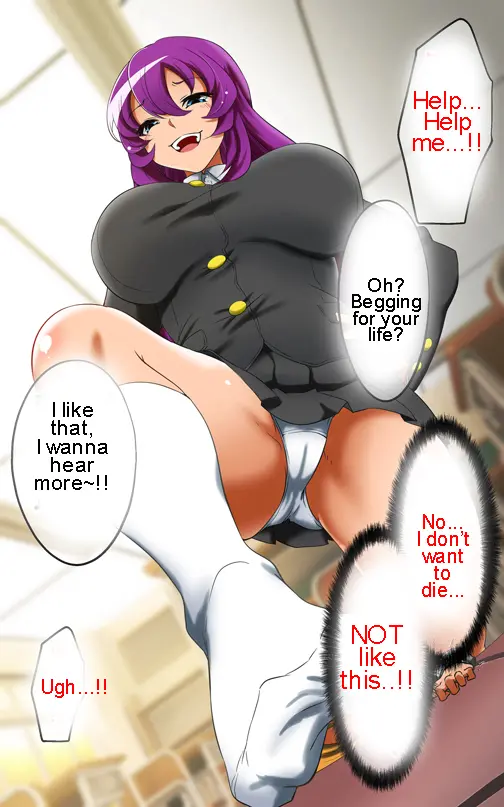 Help...
Help
me...!!
Oh?
Begging
for your
life?
I like
that,
I wanna
hear
more~!!
No...
I don't
want
to
die...
NOT
like
this..!!
Ugh...!!